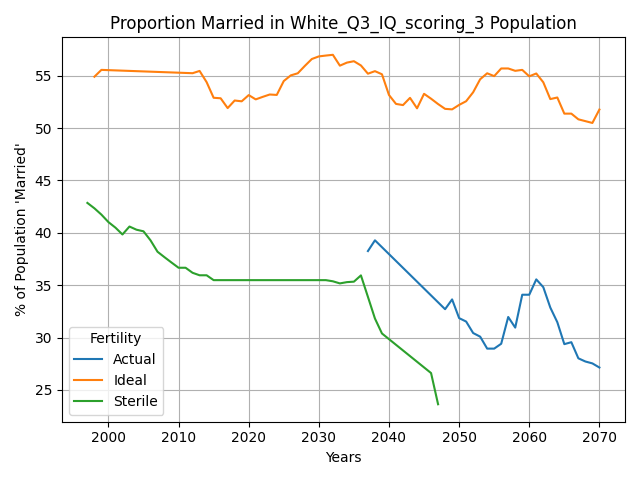 Proportion Married in White_Q3_IQ_scoring_3 Population
% of Population 'Married'
55
50
45
40
35
30
25
Fertility
Actual
Ideal
Sterile
2000 2010 2020 2030 2040 2050 2060 2070
Years